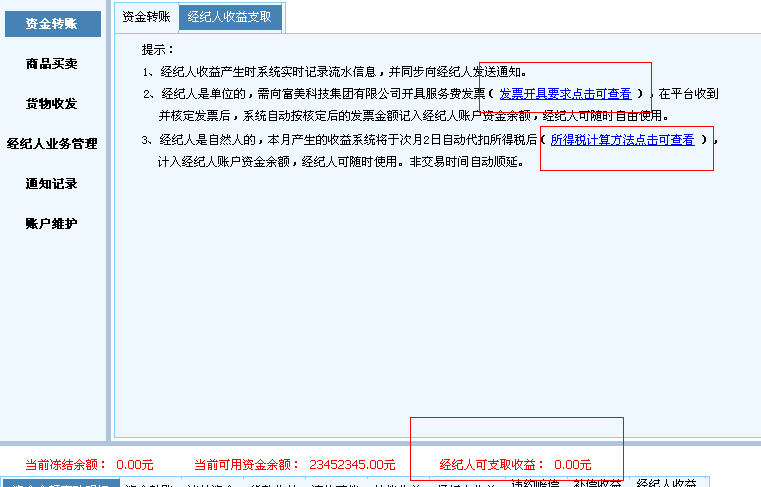 资金转账
商品买卖
货物收发
经纪人业务管理
通知记录
账户维护
资金转账 经纪人收益支取
提示：
1、经纪人收益产生时系统实时记录流水信息，并同步向经纪人发送通知。
2、经纪人是单位的，需向富美科技集团有限公司开具服务费发票（发票开具要求点击可查看），在平台收到
并核定发票后，系统自动按核定后的发票金额记入经纪人账户资金余额，经纪人可随时自由使用。
3、经纪人是自然人的，本月产生的收益系统将于次月2日自动代扣所得税后（所得税计算方法点击可查看），
计入经纪人账户资金余额，经纪人可随时使用。非交易时间自动顺延。
当前冻结余额： 0.00元 当前可用资金余额： 23452345.00元 经纪人可支取收益： 0.00元
违约赔偿 补偿收益 经纪人收益